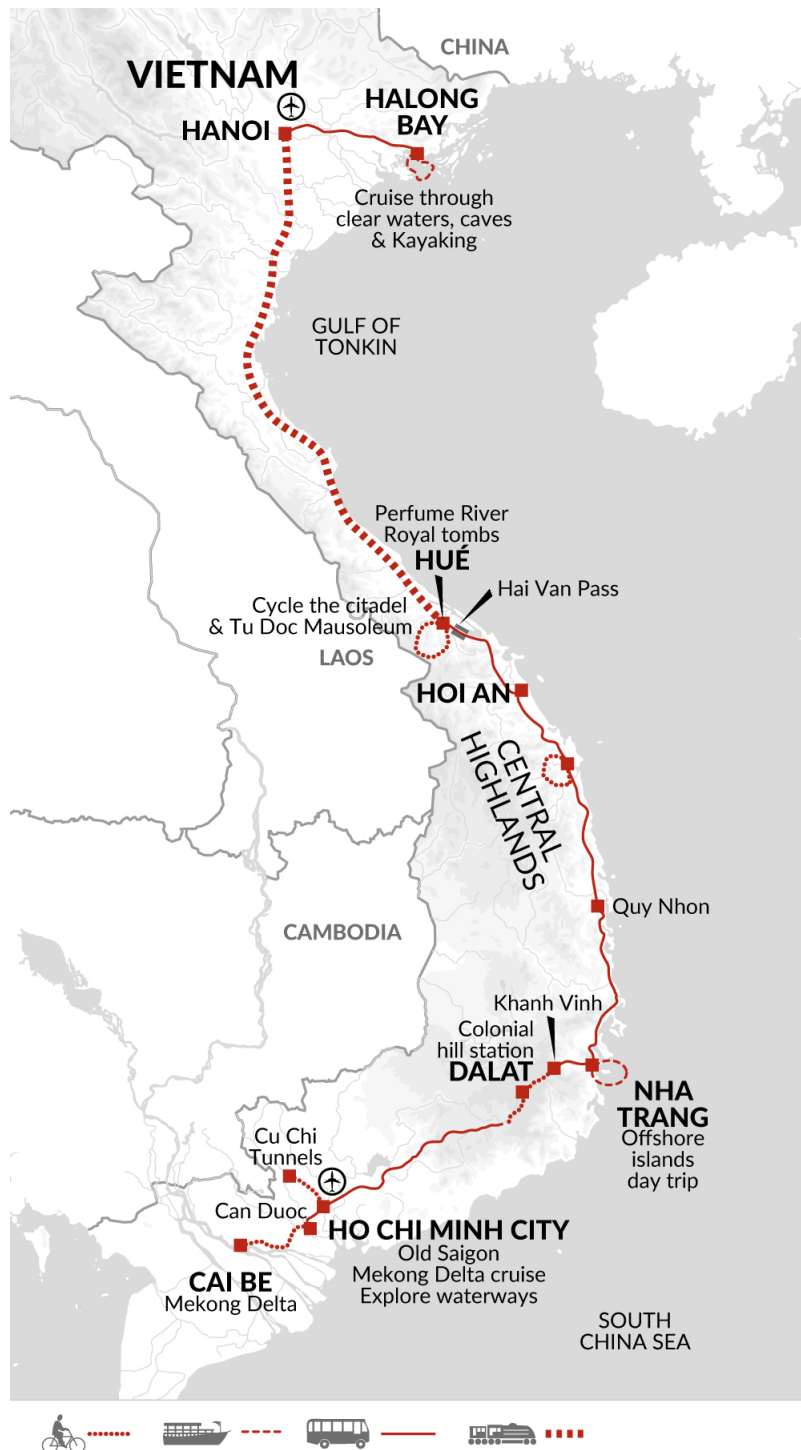 CHINA
VIETNAM
HALONG
BAY
HANOI
Cruise through
clear waters, caves
& Kayaking
GULF OF
TONKIN
Perfume River
Royal tombs
HUÉ
Hai Van Pass
Cycle the citadel
& Tu Doc Mausoleum
LAOS
HOI AN
CENTRAL
HIGHLANDS
Quy Nhon
CAMBODIA
Khanh Vinh
Colonial
hill station
DALAT
NHA
TRANG
Offshore
islands
day trip
Cu Chi
Tunnels
Can Duoc
HO CHI MINH CITY
Old Saigon
Mekong Delta cruise
Explore waterways
CAI BE
Mekong Delta
SOUTH
CHINA SEA